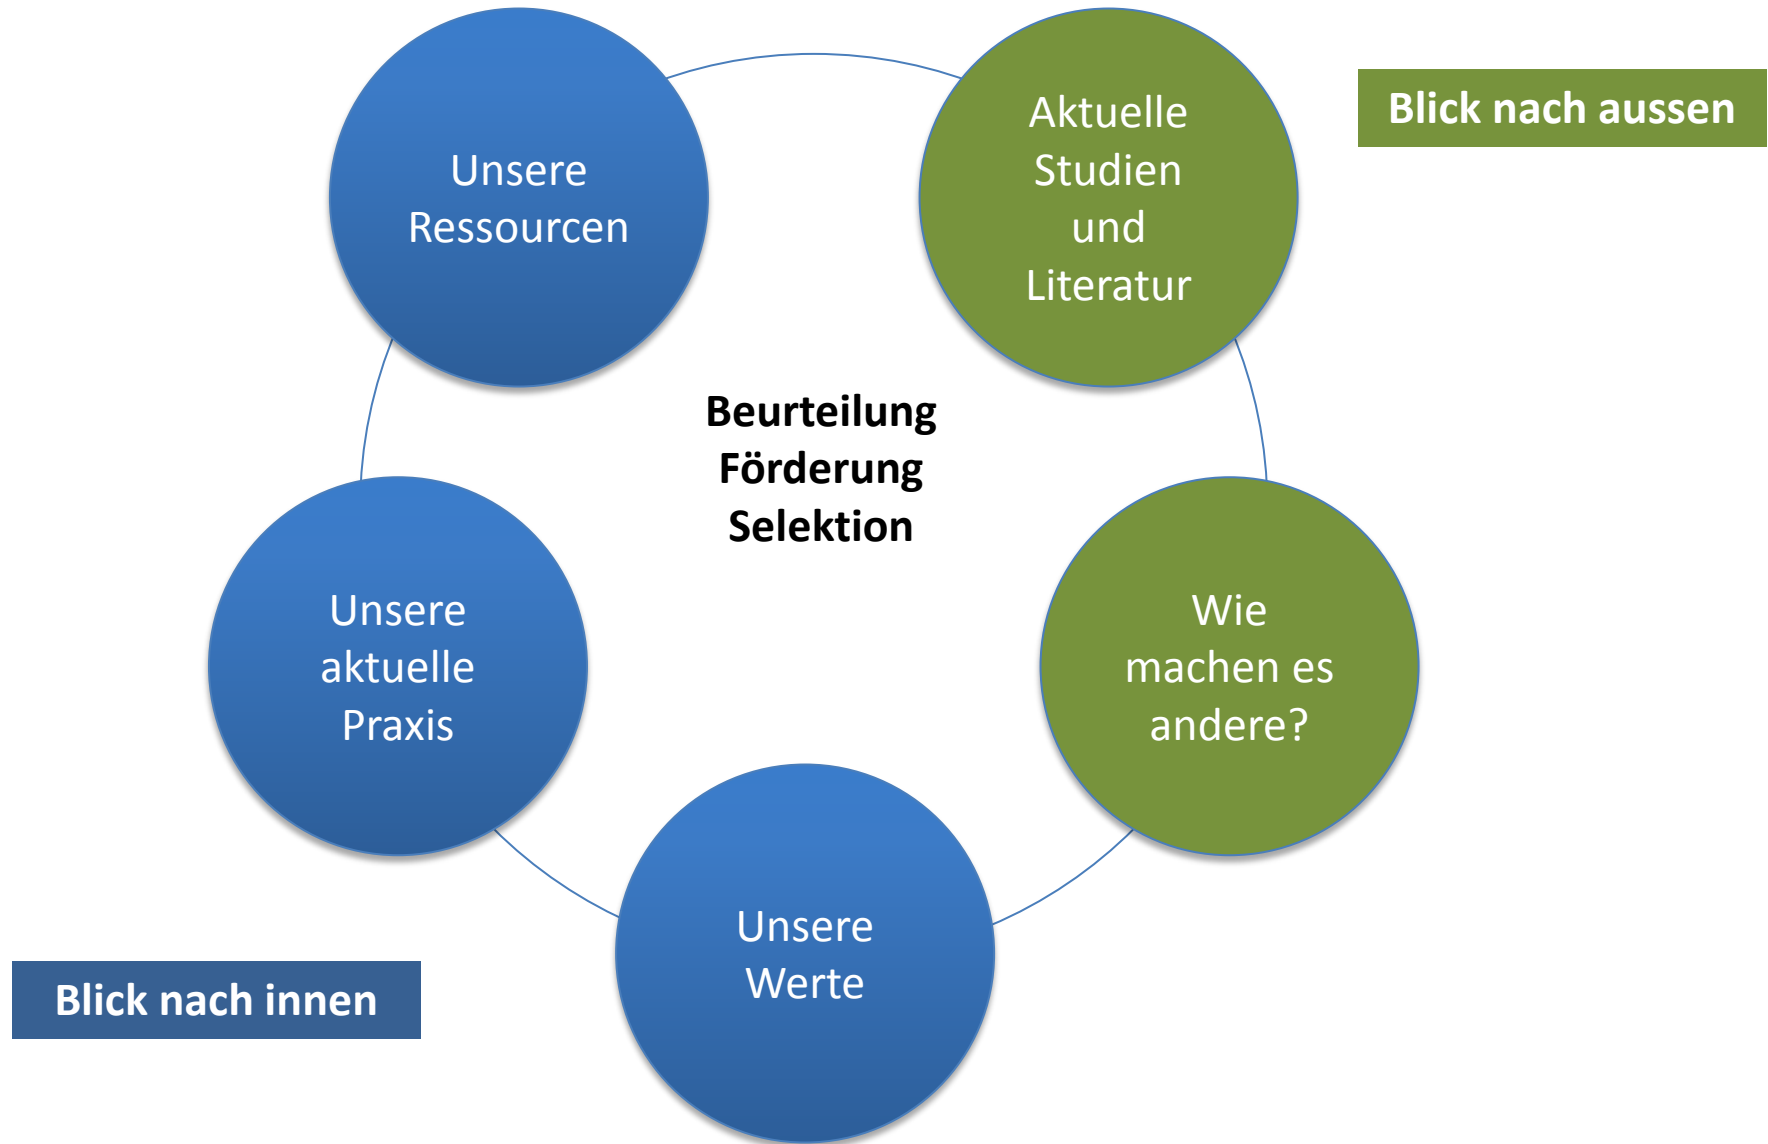 Unsere
Ressourcen
Aktuelle
Studien
und
Literatur
Blick nach aussen
Beurteilung
Förderung
Selektion
Unsere
aktuelle
Praxis
Wie
machen es
andere?
Unsere
Werte
Blick nach innen